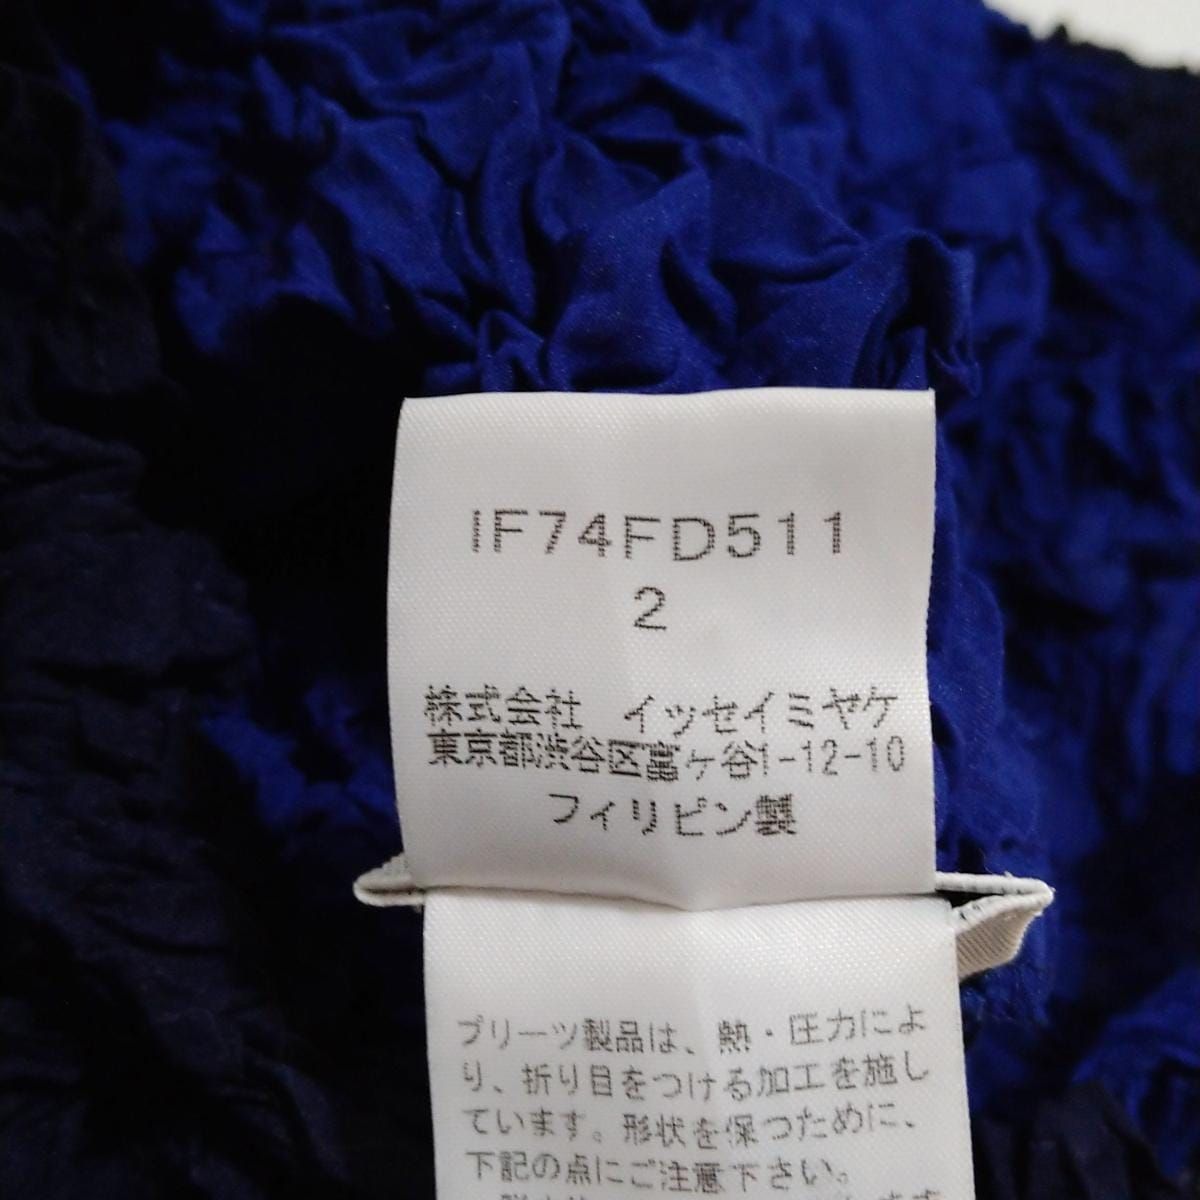 IF74FD511
2
株式会社 イッセイミヤケ
東京都渋谷区富ケ谷1-12-10
フィリピン製
プリーツ製品は、熱・圧力によ
り、折り目をつける加工を施し
ています。形状を保つために、
下記の点にご注意下さい。